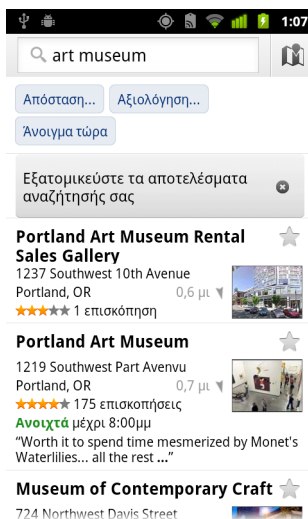 1:07
art museum
Απόσταση... Αξιολόγηση...
Άνοιγμα τώρα
Εξατομικεύστε τα αποτελέσματα
αναζήτησής σας
Portland Art Museum Rental
Sales Gallery
1237 Southwest 10th Avenue
Portland, OR 0,6 μι
1 επισκόπηση
Portland Art Museum
1219 Southwest Part Avenvu
Portland, OR 0,7 μι
175 επισκοπήσεις
Ανοιχτά μέχρι 8:00μμ
“Worth it to spend time mesmerized by Monet's
Waterlilies... all the rest ...”
Museum of Contemporary Craft
724 Northwest Davis Street